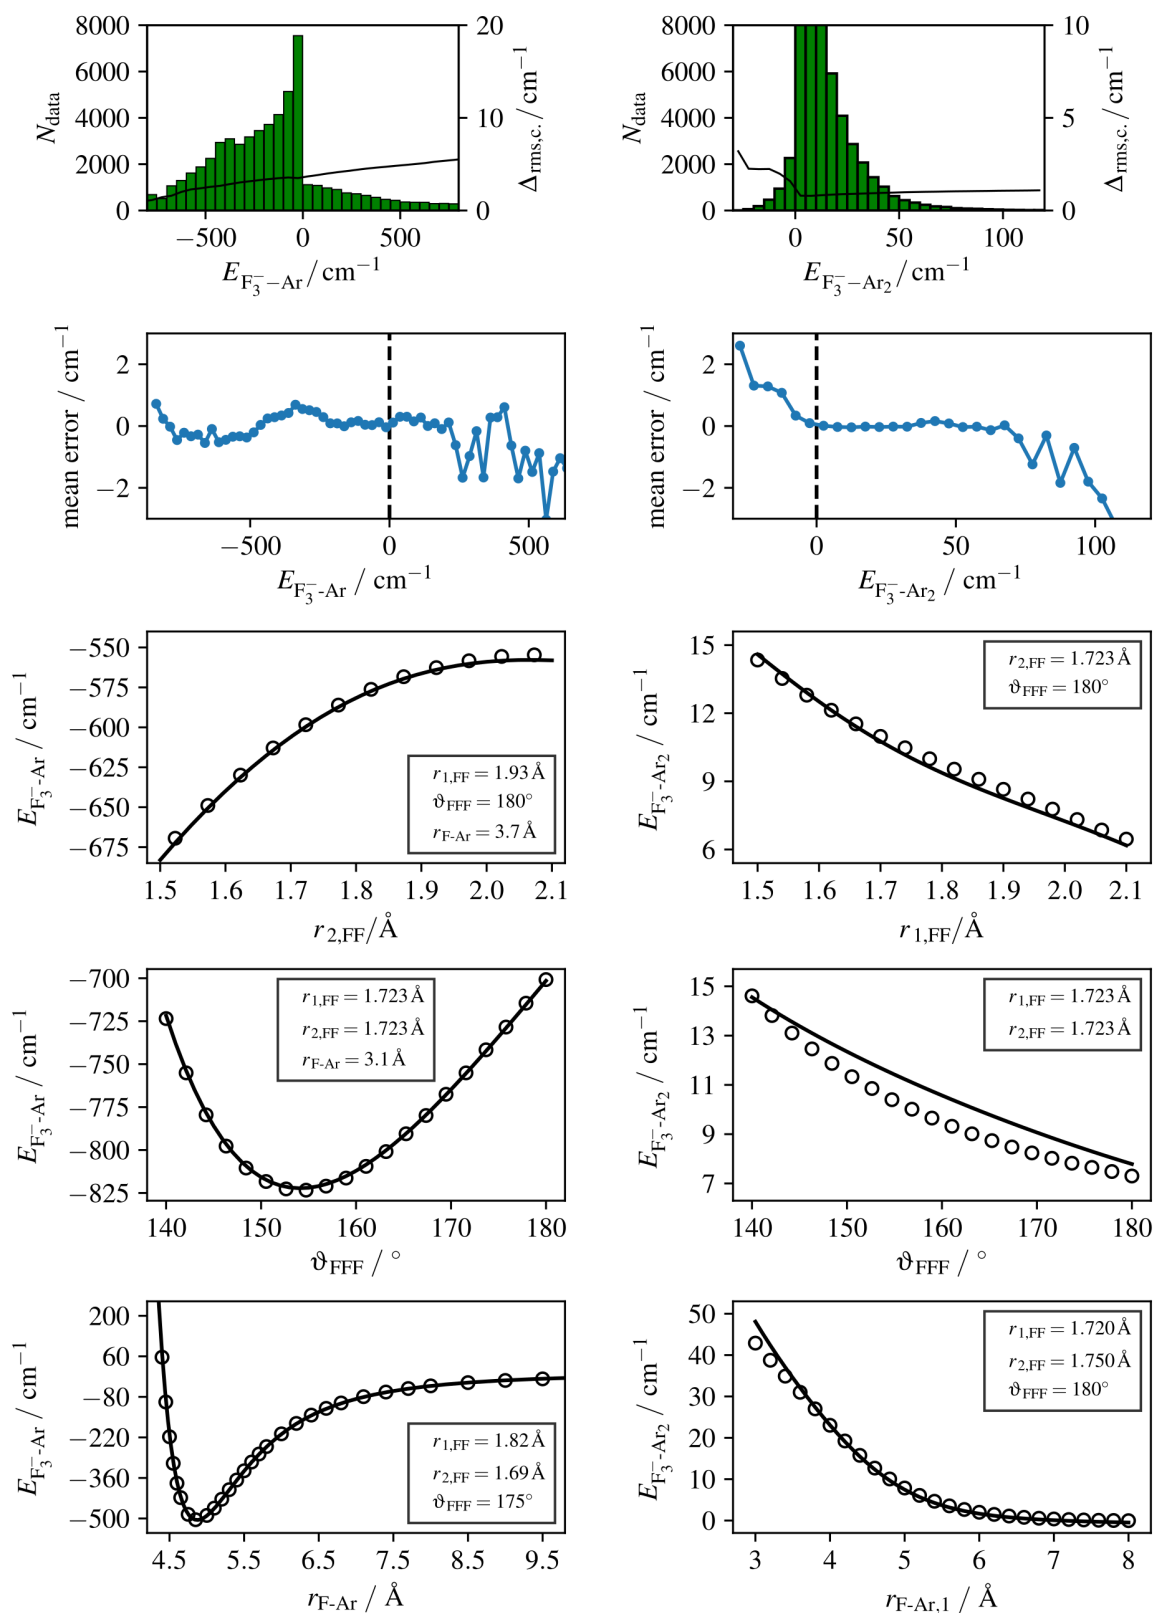 8000
6000
4000
2000
0
N_data
20
10
0
Δ_rms,c./cm⁻¹
−500 0 500
E_F₃⁻−Ar / cm⁻¹
8000
6000
4000
2000
0
N_data
10
5
0
Δ_rms,c./cm⁻¹
0 50 100
E_F₃⁻−Ar₂ / cm⁻¹
2
0
−2
mean error / cm⁻¹
−500 0 500
E_F₃⁻-Ar / cm⁻¹
2
0
−2
mean error / cm⁻¹
0 50 100
E_F₃⁻-Ar₂ / cm⁻¹
−550
−575
−600
−625
−650
−675
E_F₃⁻-Ar / cm⁻¹
r_1,FF = 1.93 Å
ϑ_FFF = 180°
r_F-Ar = 3.7 Å
1.5 1.6 1.7 1.8 1.9 2.0 2.1
r_2,FF/Å
15
12
9
6
E_F₃⁻-Ar₂ / cm⁻¹
r_2,FF = 1.723 Å
ϑ_FFF = 180°
1.5 1.6 1.7 1.8 1.9 2.0 2.1
r_1,FF/Å
−700
−725
−750
−775
−800
−825
E_F₃⁻-Ar / cm⁻¹
r_1,FF = 1.723 Å
r_2,FF = 1.723 Å
r_F-Ar = 3.1 Å
140 150 160 170 180
ϑ_FFF / °
15
13
11
9
7
E_F₃⁻-Ar₂ / cm⁻¹
r_1,FF = 1.723 Å
r_2,FF = 1.723 Å
140 150 160 170 180
ϑ_FFF / °
200
60
−80
−220
−360
−500
E_F₃⁻-Ar / cm⁻¹
r_1,FF = 1.82 Å
r_2,FF = 1.69 Å
ϑ_FFF = 175°
4.5 5.5 6.5 7.5 8.5 9.5
r_F-Ar / Å
50
40
30
20
10
0
E_F₃⁻-Ar₂ / cm⁻¹
r_1,FF = 1.720 Å
r_2,FF = 1.750 Å
ϑ_FFF = 180°
3 4 5 6 7 8
r_F-Ar,1 / Å